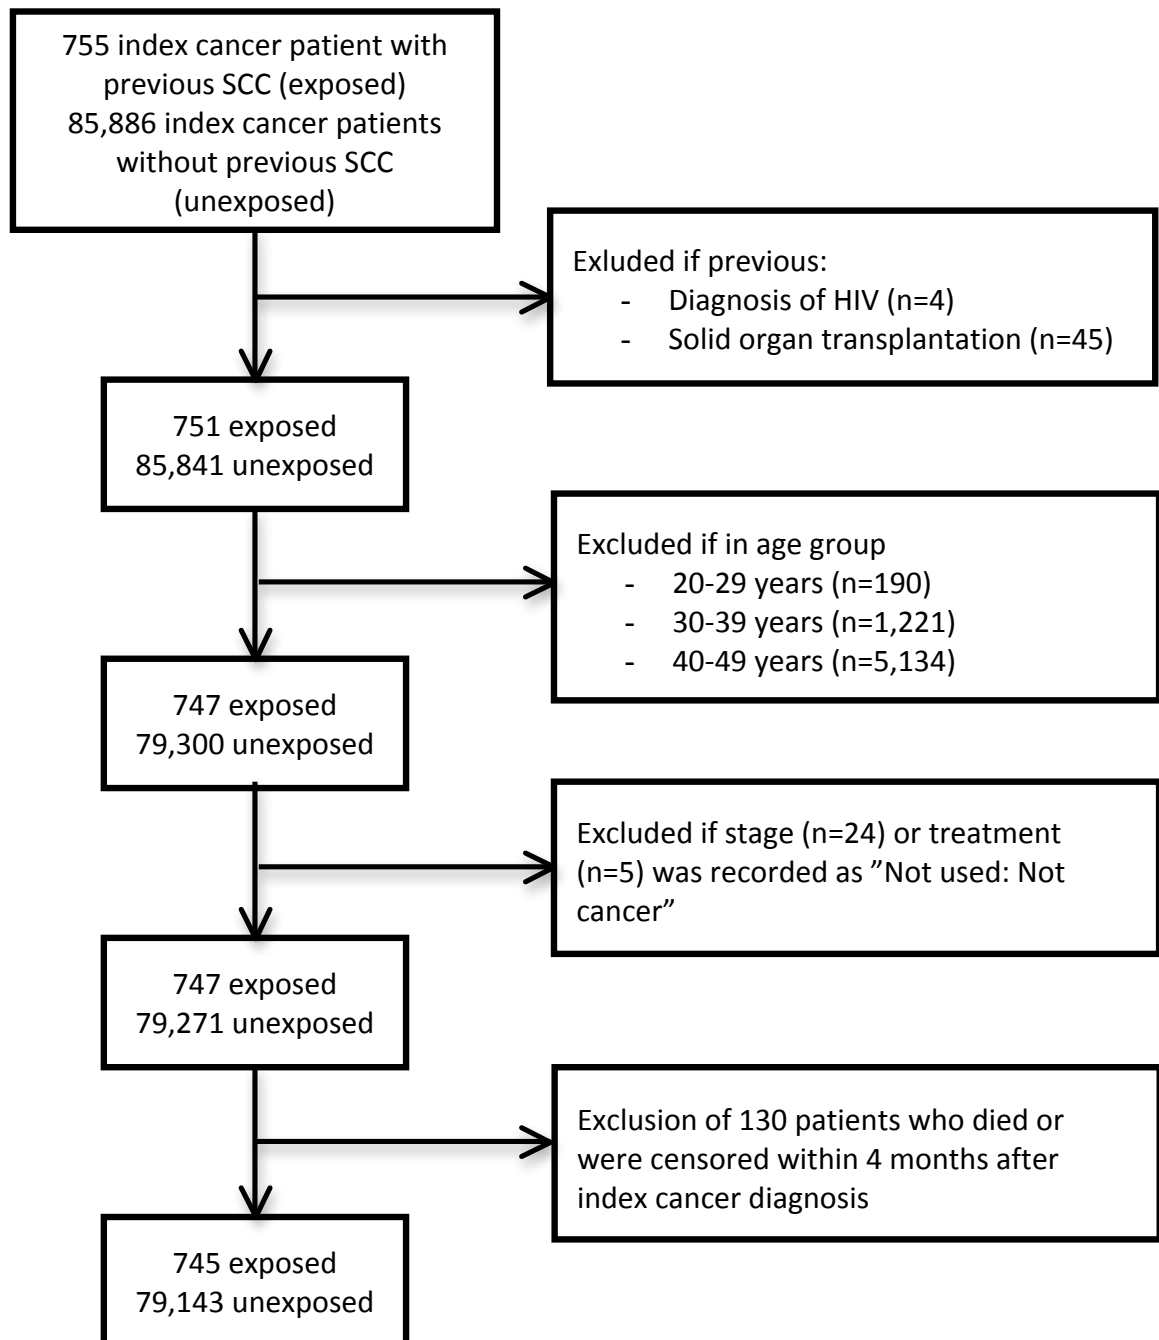 755 index cancer patient with
previous SCC (exposed)
85,886 index cancer patients
without previous SCC
(unexposed)
Exluded if previous:
- Diagnosis of HIV (n=4)
- Solid organ transplantation (n=45)
751 exposed
85,841 unexposed
Excluded if in age group
- 20-29 years (n=190)
- 30-39 years (n=1,221)
- 40-49 years (n=5,134)
747 exposed
79,300 unexposed
Excluded if stage (n=24) or treatment
(n=5) was recorded as ”Not used: Not
cancer”
747 exposed
79,271 unexposed
Exclusion of 130 patients who died or
were censored within 4 months after
index cancer diagnosis
745 exposed
79,143 unexposed